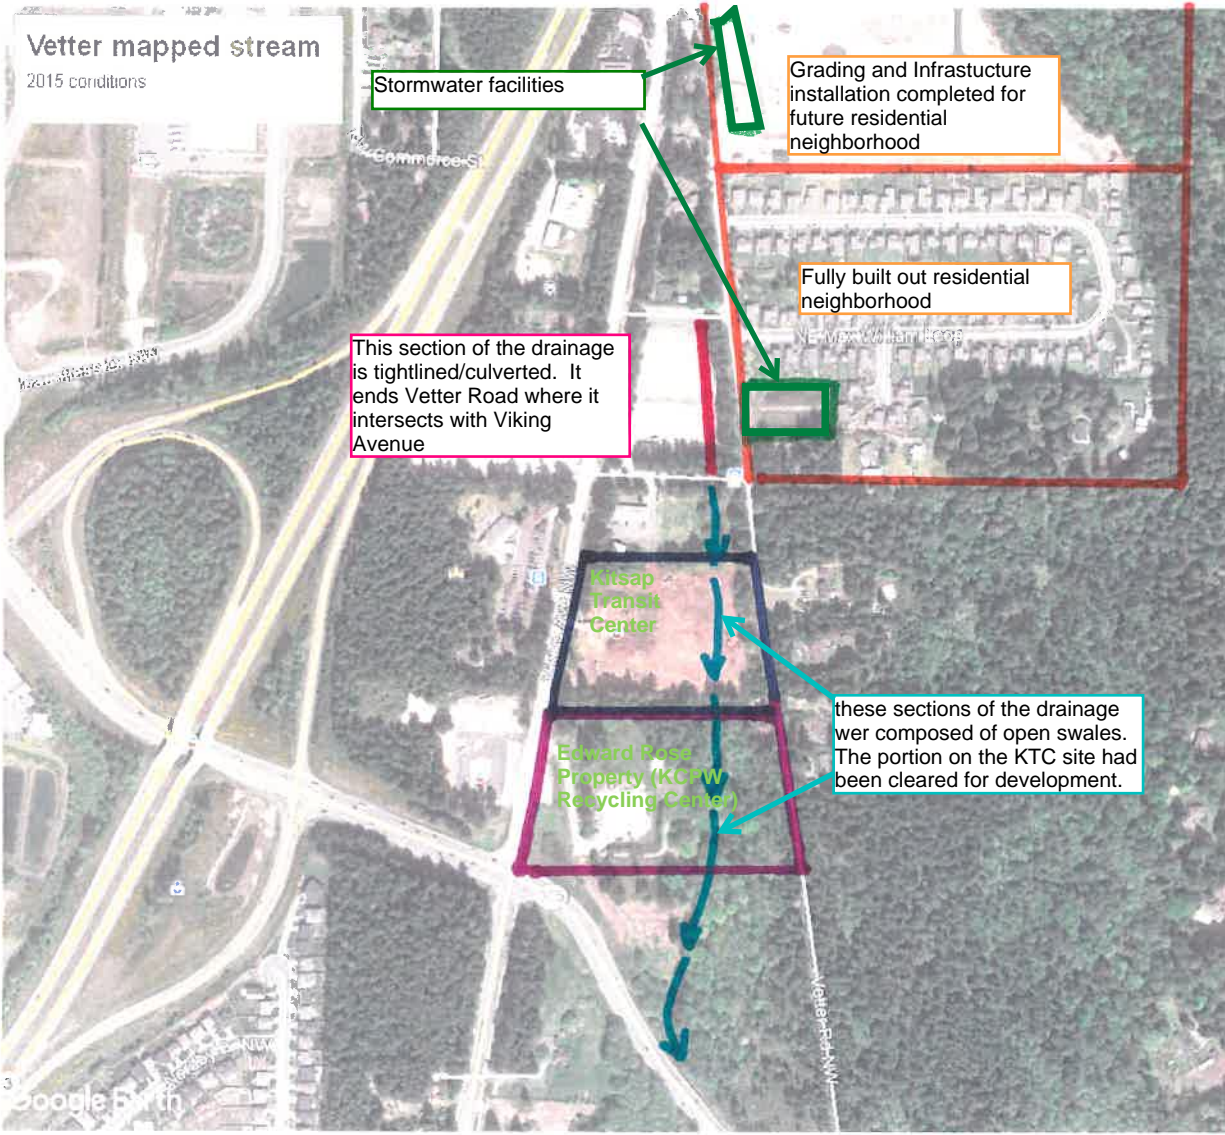 Vetter mapped stream
2015 conditions
Stormwater facilities
Grading and Infrastucture
installation completed for
future residential
neighborhood
Commerce St
Fully built out residential
neighborhood
This section of the drainage
is tightlined/culverted. It
ends Vetter Road where it
intersects with Viking
Avenue
Kitsap
Transit
Center
these sections of the drainage
wer composed of open swales.
The portion on the KTC site had
been cleared for development.
Edward Rose
Property (KCPW
Recycling Center)
Vetter Rd NW
Google Earth